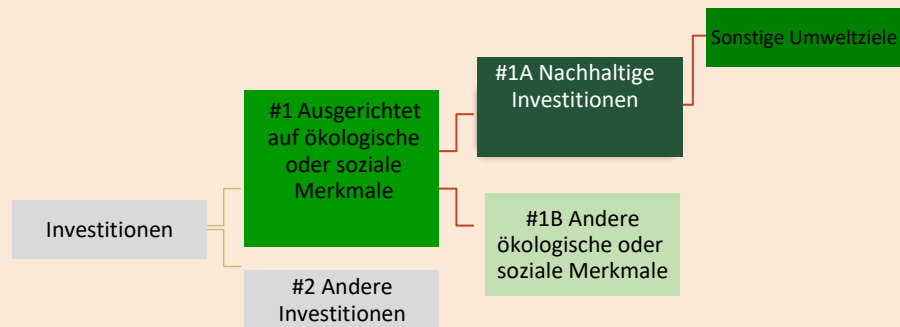 Sonstige Umweltziele
#1A Nachhaltige
Investitionen
#1 Ausgerichtet
auf ökologische
oder soziale
Merkmale
#1B Andere
ökologische oder
soziale Merkmale
Investitionen
#2 Andere
Investitionen